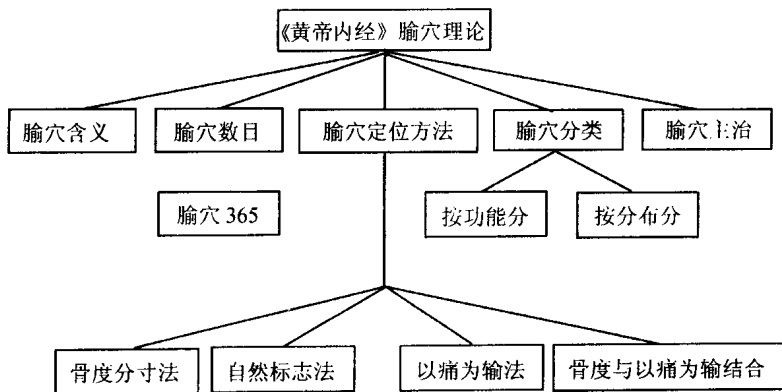 《黄帝内经》腧穴理论
腧穴含义
腧穴数目
腧穴定位方法
腧穴分类
腧穴主治
腧穴 365
按功能分
按分布分
骨度分寸法
自然标志法
以痛为输法
骨度与以痛为输结合